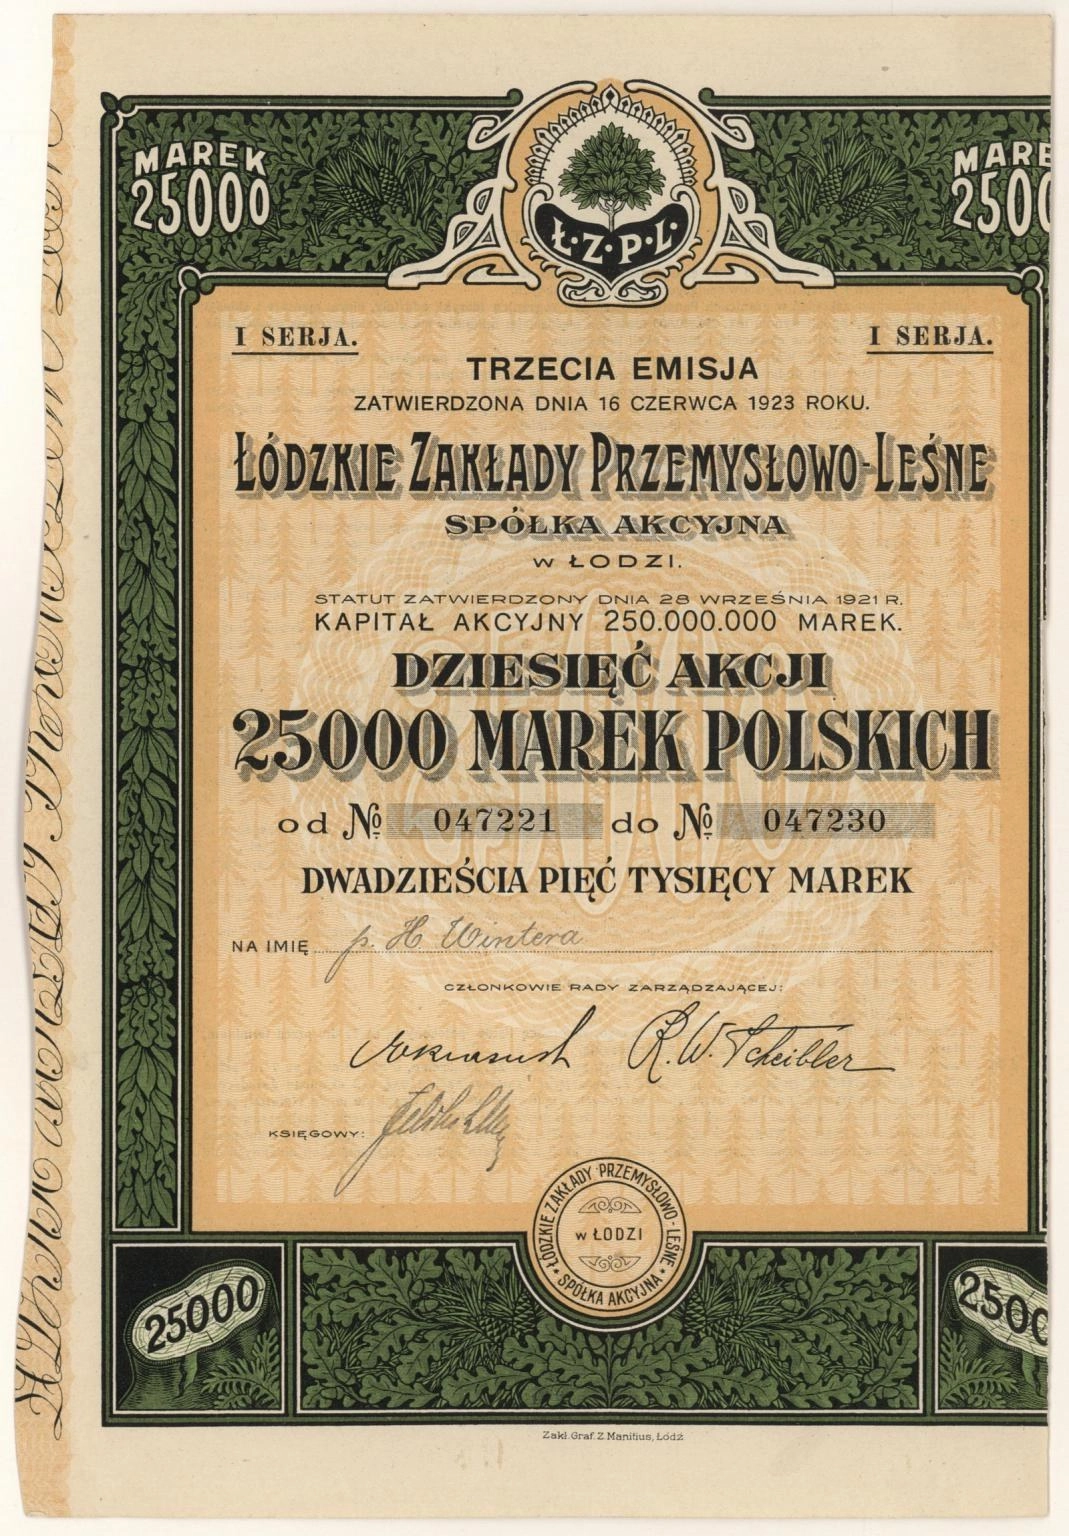 MAREK 25000
MARE 2500
Ł.Z.P.L.
I SERJA.
I SERJA.
TRZECIA EMISJA
ZATWIERDZONA DNIA 16 CZERWCA 1923 ROKU.
ŁÓDZKIE ZAKŁADY PRZEMYSŁOWO-LEŚNE
SPÓŁKA AKCYJNA
W ŁODZI.
STATUT ZATWIERDZONY DNIA 28 WRZEŚNIA 1921 R.
KAPITAŁ AKCYJNY 250.000.000 MAREK.
DZIESIĘĆ AKCJI
25000 MAREK POLSKICH
od № 047221 do № 047230
DWADZIEŚCIA PIĘĆ TYSIĘCY MAREK
NA IMIĘ p. H Wintera
CZŁONKOWIE RADY ZARZĄDZAJĄCEJ:
R. W. Scheibler
KSIĘGOWY:
ŁÓDZKIE ZAKŁADY PRZEMYSŁOWO-LEŚNE * SPÓŁKA AKCYJNA *
w ŁODZI
25000
2500
Zakł. Graf. Z Manitius, Łódź